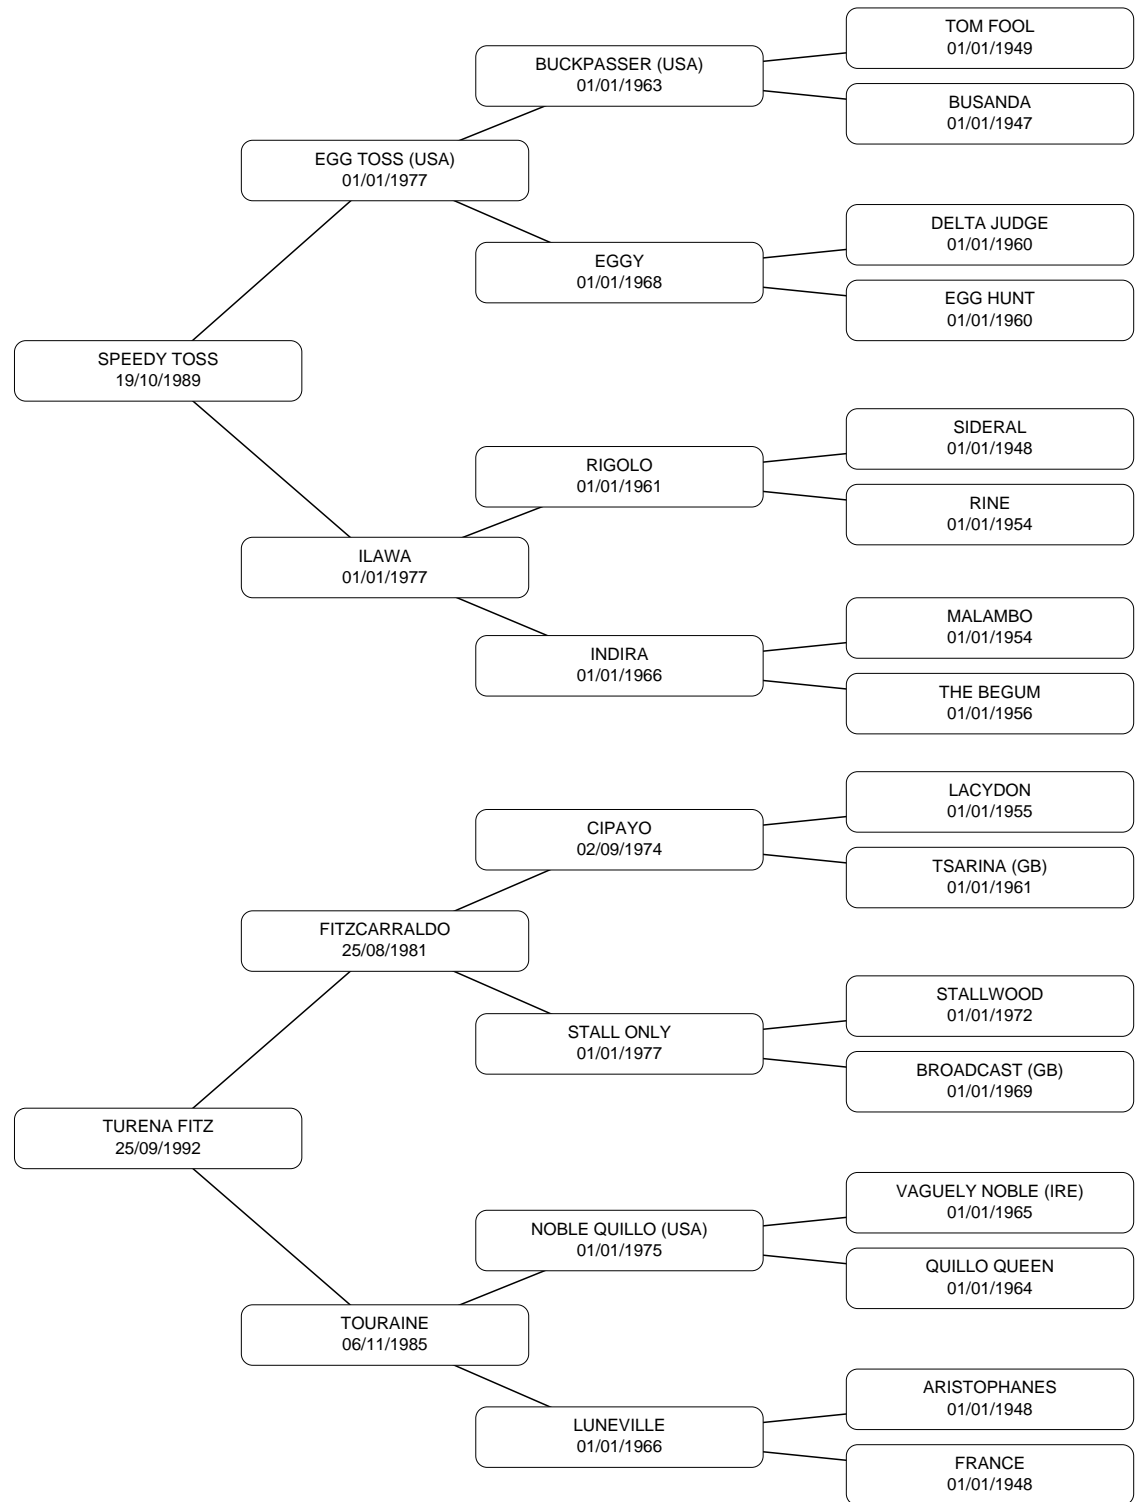 TOM FOOL
01/01/1949
BUCKPASSER (USA)
01/01/1963
BUSANDA
01/01/1947
EGG TOSS (USA)
01/01/1977
DELTA JUDGE
01/01/1960
EGGY
01/01/1968
EGG HUNT
01/01/1960
SPEEDY TOSS
19/10/1989
SIDERAL
01/01/1948
RIGOLO
01/01/1961
RINE
01/01/1954
ILAWA
01/01/1977
MALAMBO
01/01/1954
INDIRA
01/01/1966
THE BEGUM
01/01/1956
LACYDON
01/01/1955
CIPAYO
02/09/1974
TSARINA (GB)
01/01/1961
FITZCARRALDO
25/08/1981
STALLWOOD
01/01/1972
STALL ONLY
01/01/1977
BROADCAST (GB)
01/01/1969
TURENA FITZ
25/09/1992
VAGUELY NOBLE (IRE)
01/01/1965
NOBLE QUILLO (USA)
01/01/1975
QUILLO QUEEN
01/01/1964
TOURAINE
06/11/1985
ARISTOPHANES
01/01/1948
LUNEVILLE
01/01/1966
FRANCE
01/01/1948